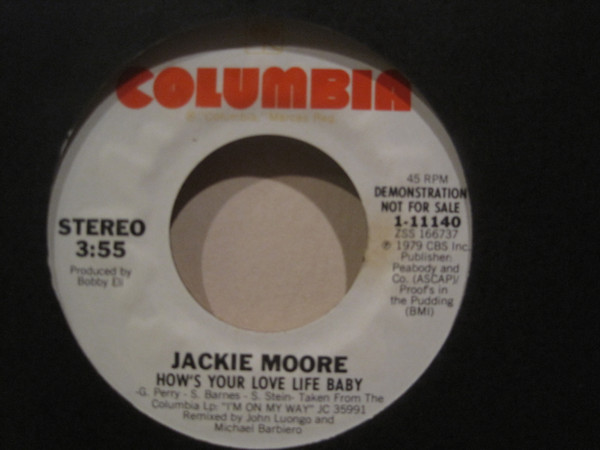 COLUMBIA
45 RPM
DEMONSTRATION
NOT FOR SALE
1-11140
ZSS 166737
℗ 1979 CBS Inc.
Publisher:
Peabody and
Co. (ASCAP)/
Proof's in
the Pudding
(BMI)
STEREO
3:55
Produced by
Bobby Eli
JACKIE MOORE
HOW'S YOUR LOVE LIFE BABY
-G. Perry - S. Barnes - S. Stein- Taken From The
Columbia Lp: "I'M ON MY WAY" JC 35991
Remixed by John Luongo and
Michael Barbiero